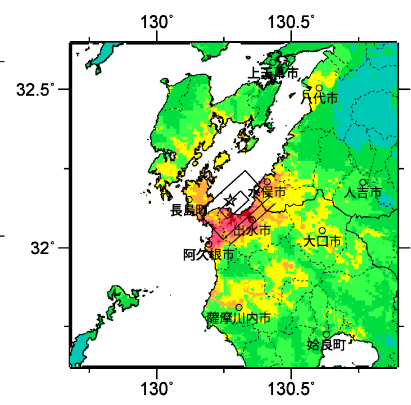 130° 130.5°
32.5°
上天草市
八代市
水俣市
人吉市
長島町
出水市
大口市
32°
阿久根市
薩摩川内市
姶良町
130° 130.5°